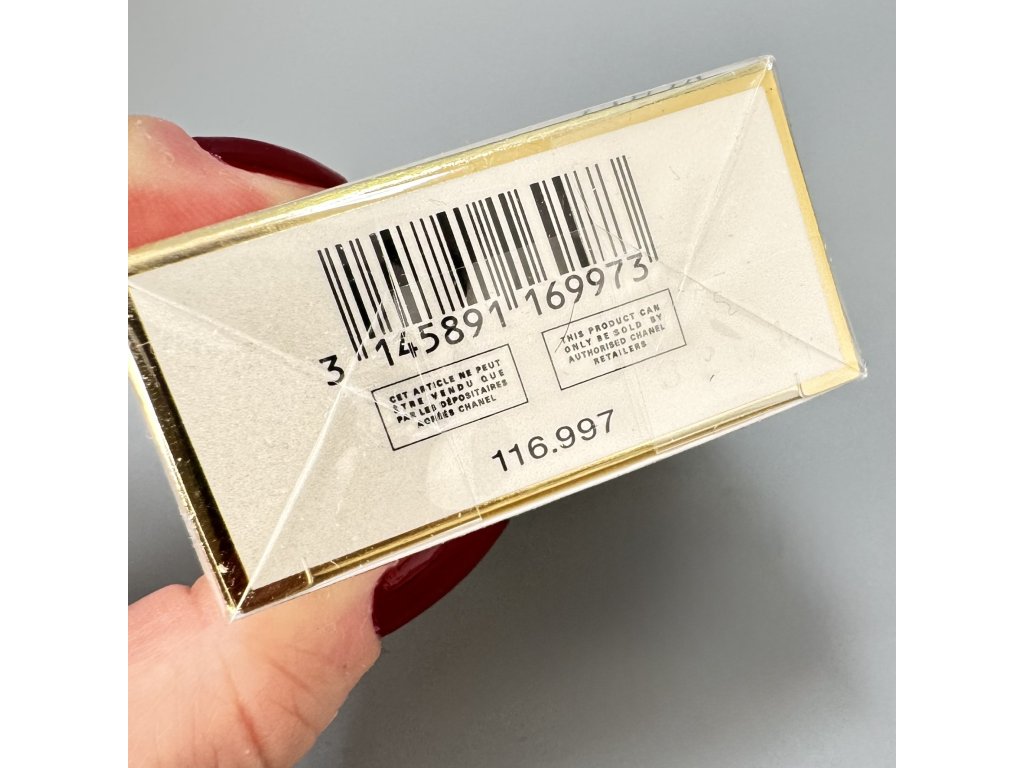 3 145891 169973
CET ARTICLE NE PEUT
ÊTRE VENDU QUE
PAR LES DÉPOSITAIRES
AGRÉÉS CHANEL
THIS PRODUCT CAN
ONLY BE SOLD BY
AUTHORISED CHANEL
RETAILERS
116.997